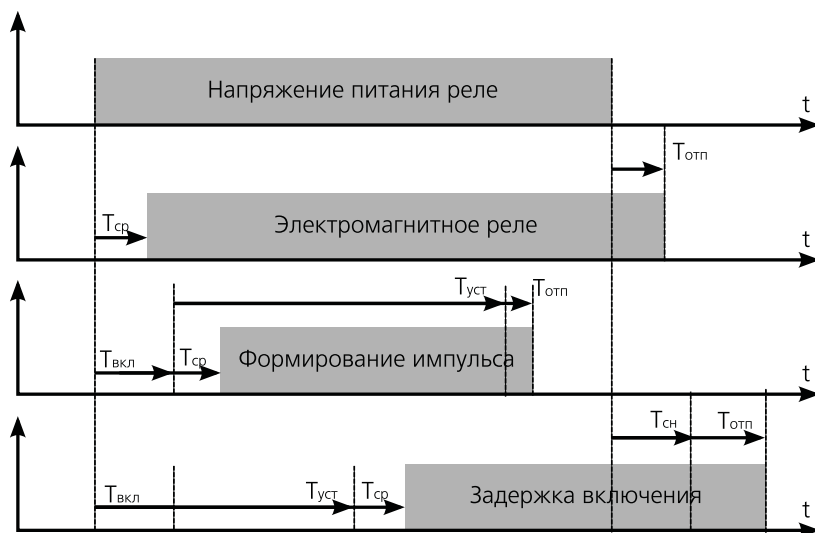 Напряжение питания реле
t
Tотп
Tср
Электромагнитное реле
t
Tуст
Tотп
Tвкл
Tср
Формирование импульса
t
Tсн
Tотп
Tвкл
Tуст
Tср
Задержка включения
t